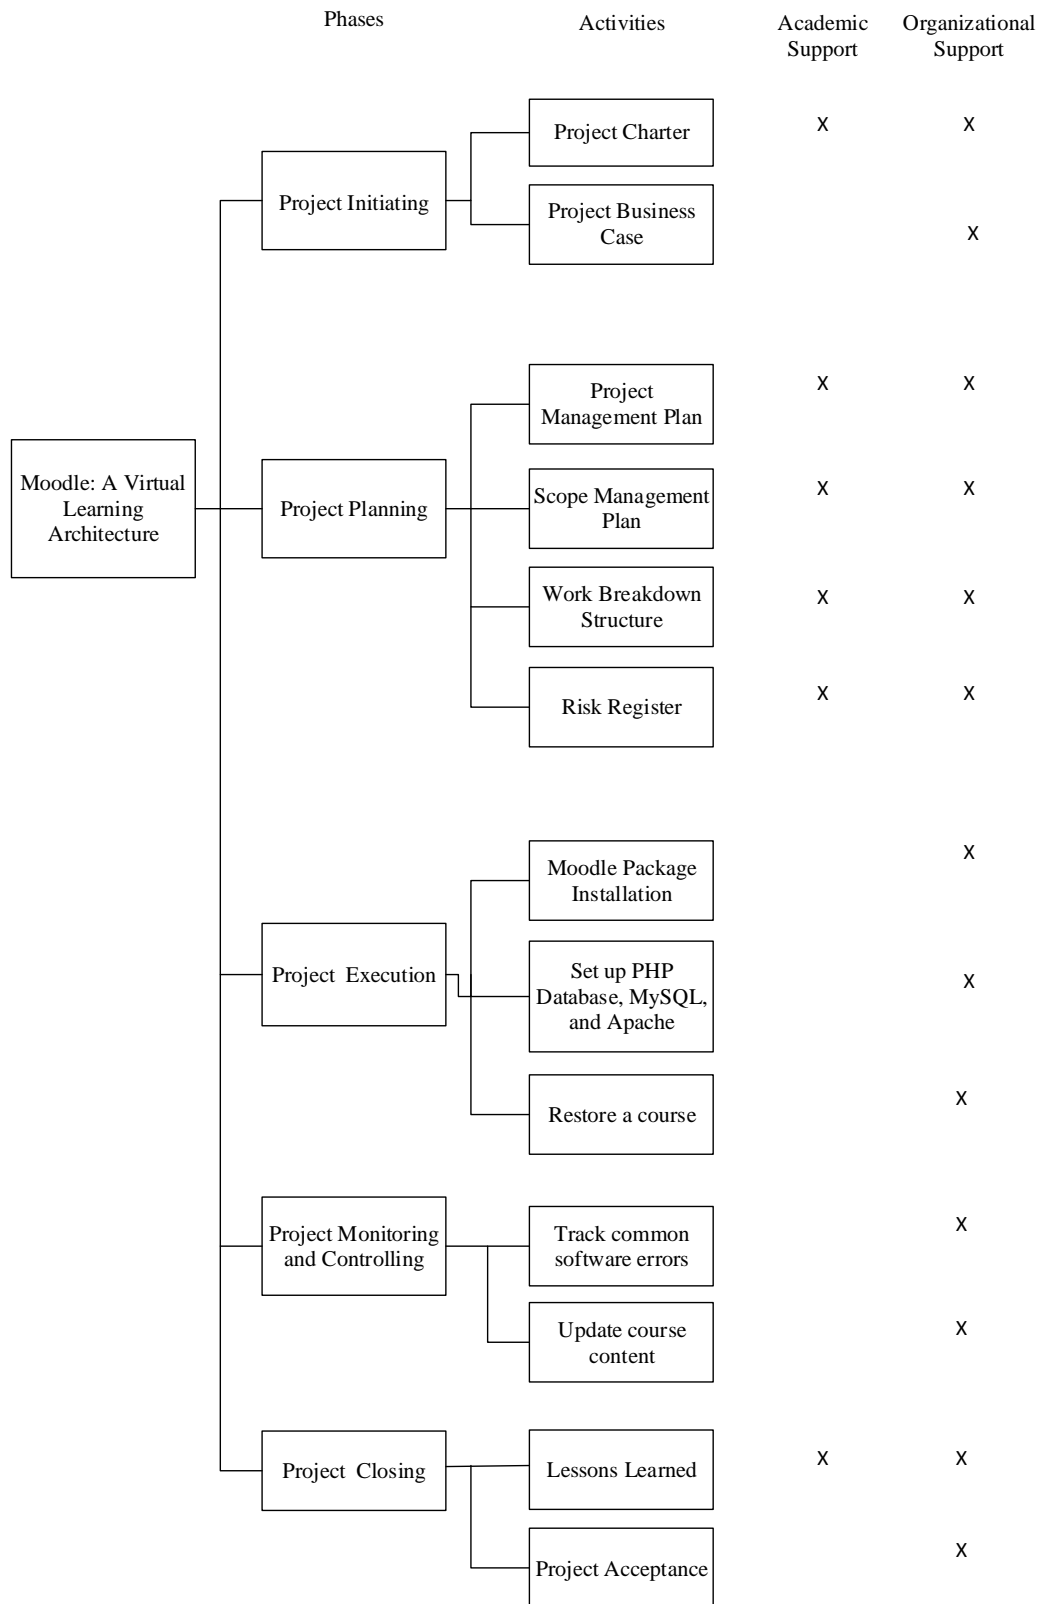 Phases
Activities
Academic
Support
Organizational
Support
Project Charter
X
X
Project Initiating
Project Business
Case
X
Project
Management Plan
X
X
Moodle: A Virtual
Learning
Architecture
Project Planning
Scope Management
Plan
X
X
Work Breakdown
Structure
X
X
Risk Register
X
X
Moodle Package
Installation
X
Project Execution
Set up PHP
Database, MySQL,
and Apache
X
Restore a course
X
Project Monitoring
and Controlling
Track common
software errors
X
Update course
content
X
Project Closing
Lessons Learned
X
X
Project Acceptance
X